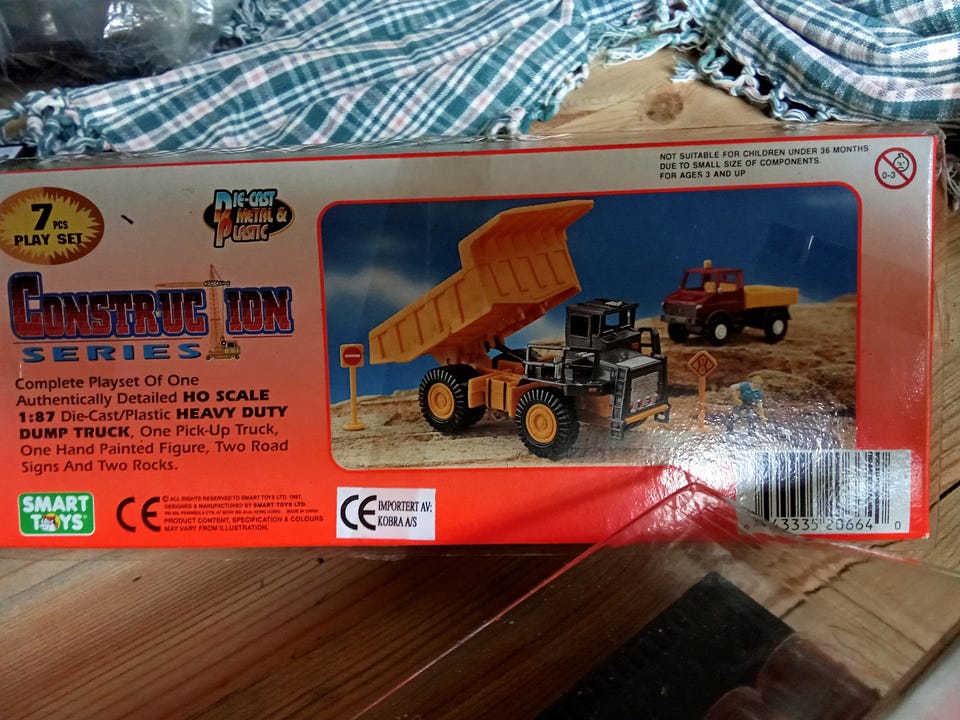 7 PCS
PLAY SET
DIE-CAST
METAL &
PLASTIC
CONSTRUCTION
SERIES
Complete Playset Of One
Authentically Detailed HO SCALE
1:87 Die-Cast/Plastic HEAVY DUTY
DUMP TRUCK, One Pick-Up Truck,
One Hand Painted Figure, Two Road
Signs And Two Rocks.
SMART
TOYS
CE
© ALL RIGHTS RESERVED TO SMART TOYS LTD. 1997.
DESIGNED & MANUFACTURED BY SMART TOYS LTD.
HONG KONG. MADE IN CHINA
PRODUCT CONTENT, SPECIFICATION & COLOURS
MAY VARY FROM ILLUSTRATION.
CE IMPORTERT AV:
KOBRA A/S
NOT SUITABLE FOR CHILDREN UNDER 36 MONTHS
DUE TO SMALL SIZE OF COMPONENTS.
FOR AGES 3 AND UP
0-3
43335 20664 0